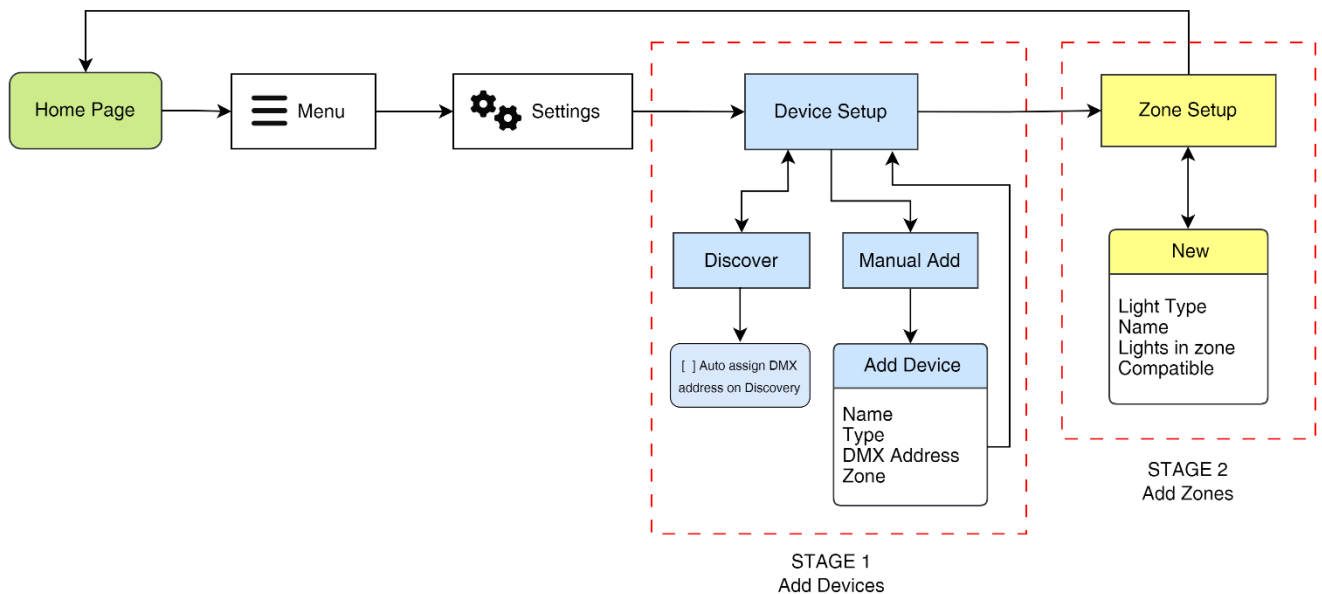 Home Page
Menu
Settings
Device Setup
Zone Setup
Discover
Manual Add
New
Light Type
Name
Lights in zone
Compatible
[ ] Auto assign DMX
address on Discovery
Add Device
Name
Type
DMX Address
Zone
STAGE 2
Add Zones
STAGE 1
Add Devices